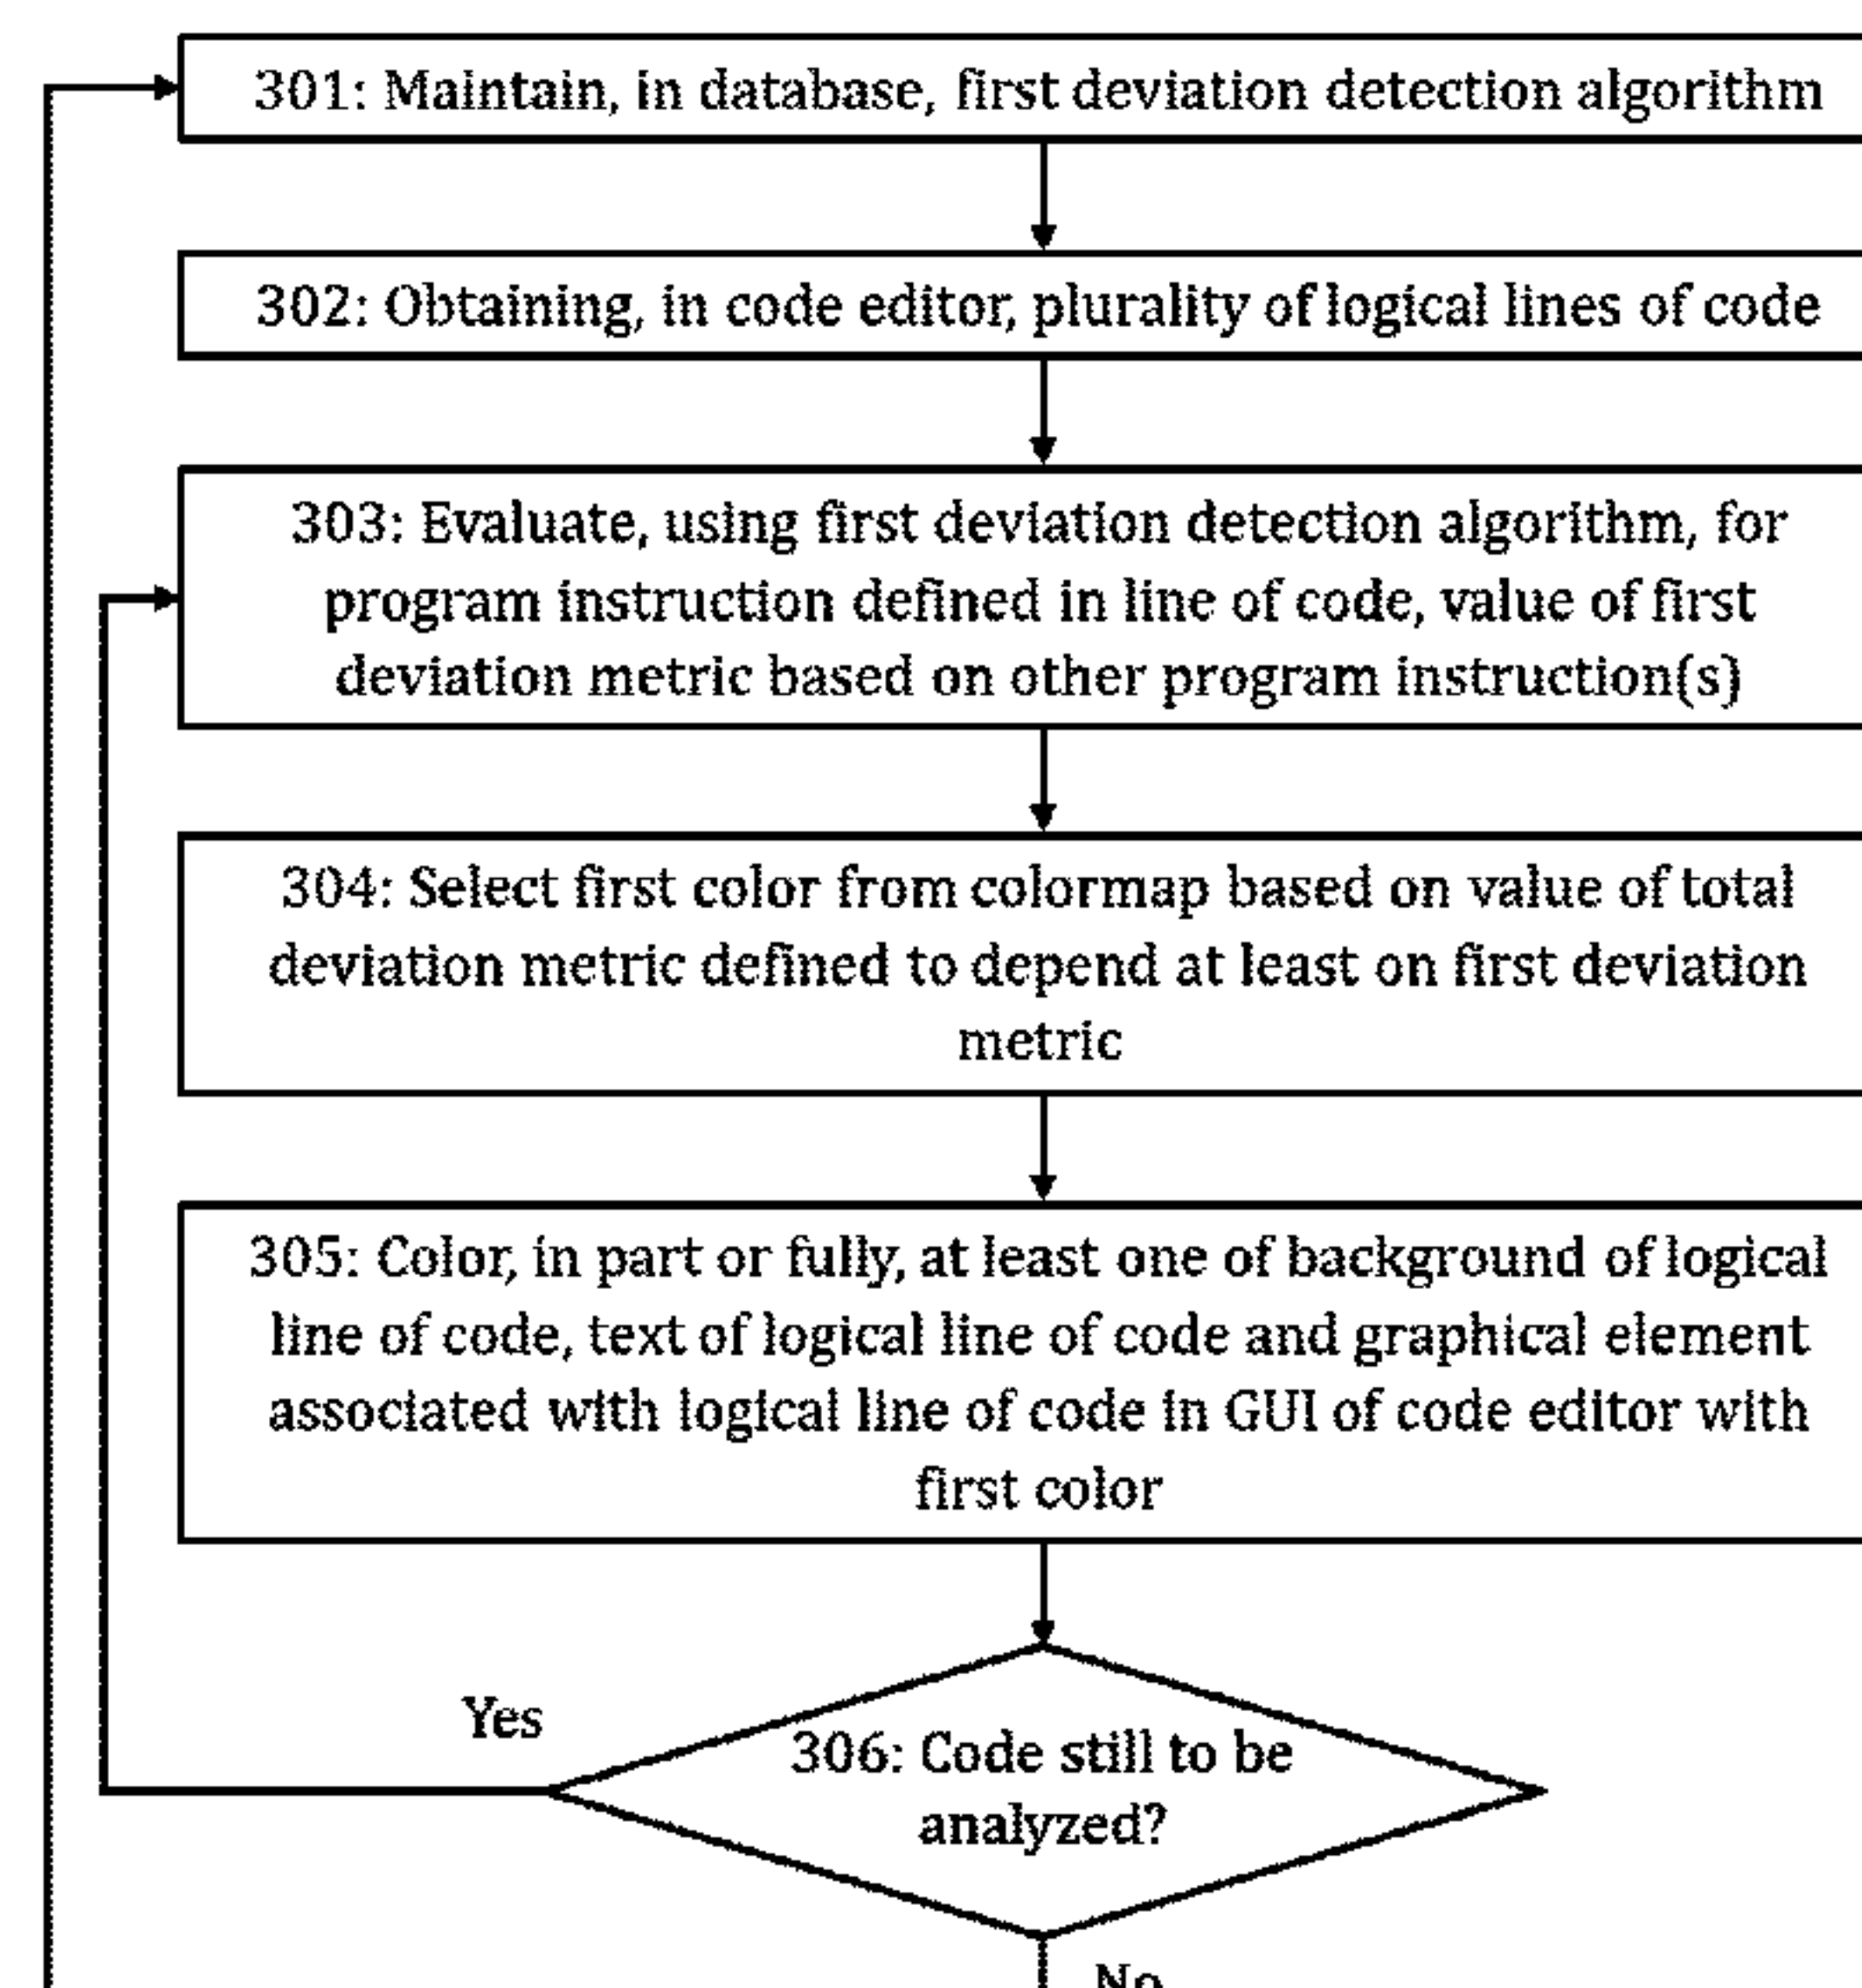 301: Maintain, in database, first deviation detection algorithm
302: Obtaining, in code editor, plurality of logical lines of code
303: Evaluate, using first deviation detection algorithm, for
program instruction defined in line of code, value of first
deviation metric based on other program instruction(s)
304: Select first color from colormap based on value of total
deviation metric defined to depend at least on first deviation
metric
305: Color, in part or fully, at least one of background of logical
line of code, text of logical line of code and graphical element
associated with logical line of code in GUI of code editor with
first color
Yes
306: Code still to be
analyzed?
No